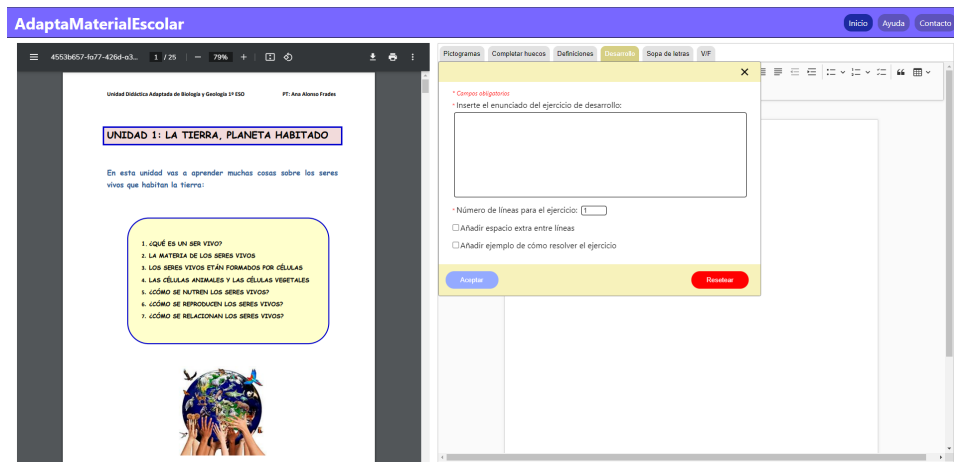 AdaptaMaterialEscolar
Inicio Ayuda Contacto
4553b657-fa77-426d-a3... 1 / 25 79%
Pictogramas Completar huecos Definiciones Desarrollo Sopa de letras V/F
Unidad Didáctica Adaptada de Biología y Geología 1º ESO PT: Ana Alonso Frades
UNIDAD 1: LA TIERRA, PLANETA HABITADO
En esta unidad vas a aprender muchas cosas sobre los seres
vivos que habitan la tierra:
1. ¿QUÉ ES UN SER VIVO?
2. LA MATERIA DE LOS SERES VIVOS
3. LOS SERES VIVOS ETÁN FORMADOS POR CÉLULAS
4. LAS CÉLULAS ANIMALES Y LAS CÉLULAS VEGETALES
5. ¿CÓMO SE NUTREN LOS SERES VIVOS?
6. ¿CÓMO SE REPRODUCEN LOS SERES VIVOS?
7. ¿CÓMO SE RELACIONAN LOS SERES VIVOS?
* Campos obligatorios
* Inserte el enunciado del ejercicio de desarrollo:
* Número de líneas para el ejercicio: 1
Añadir espacio extra entre líneas
Añadir ejemplo de cómo resolver el ejercicio
Aceptar Resetear